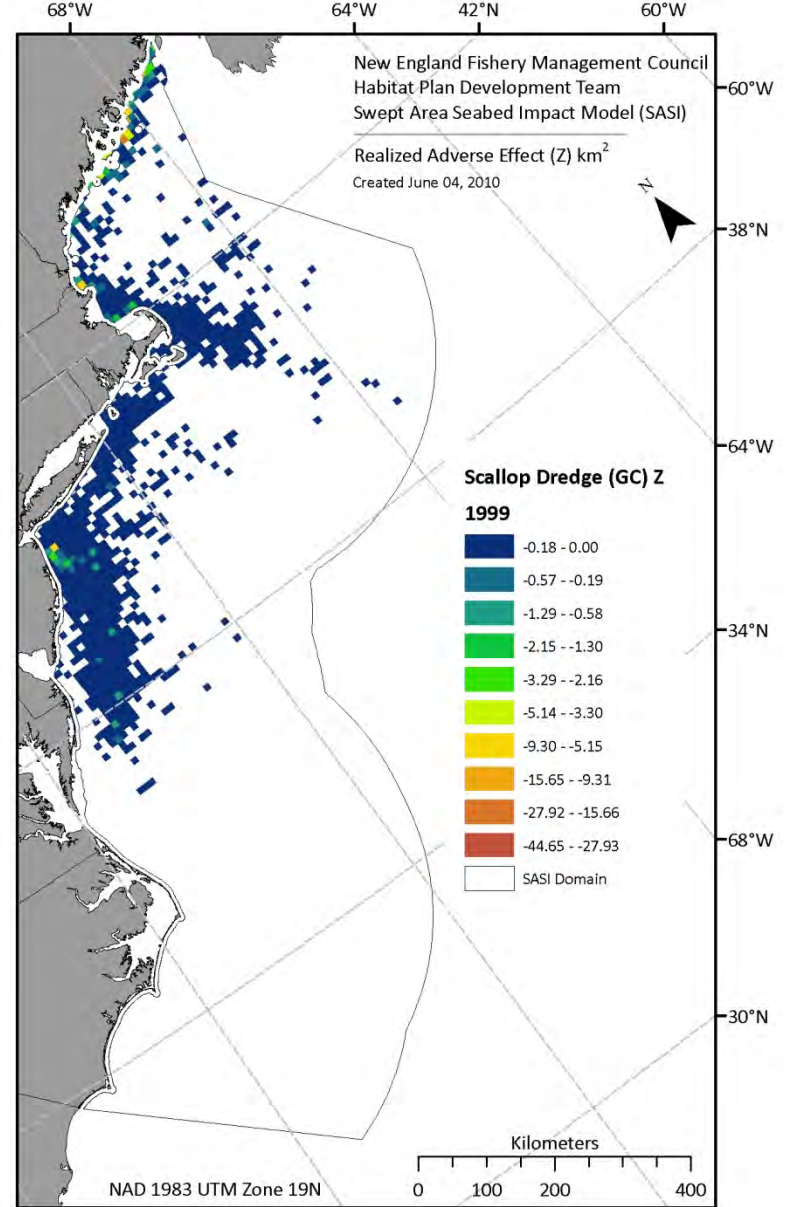 68°W 64°W 42°N 60°W
New England Fishery Management Council
Habitat Plan Development Team
Swept Area Seabed Impact Model (SASI)
Realized Adverse Effect (Z) km²
Created June 04, 2010
N
60°W
38°N
64°W
34°N
68°W
30°N
Scallop Dredge (GC) Z
1999
-0.18 - 0.00
-0.57 - -0.19
-1.29 - -0.58
-2.15 - -1.30
-3.29 - -2.16
-5.14 - -3.30
-9.30 - -5.15
-15.65 - -9.31
-27.92 - -15.66
-44.65 - -27.93
SASI Domain
Kilometers
0 100 200 400
NAD 1983 UTM Zone 19N